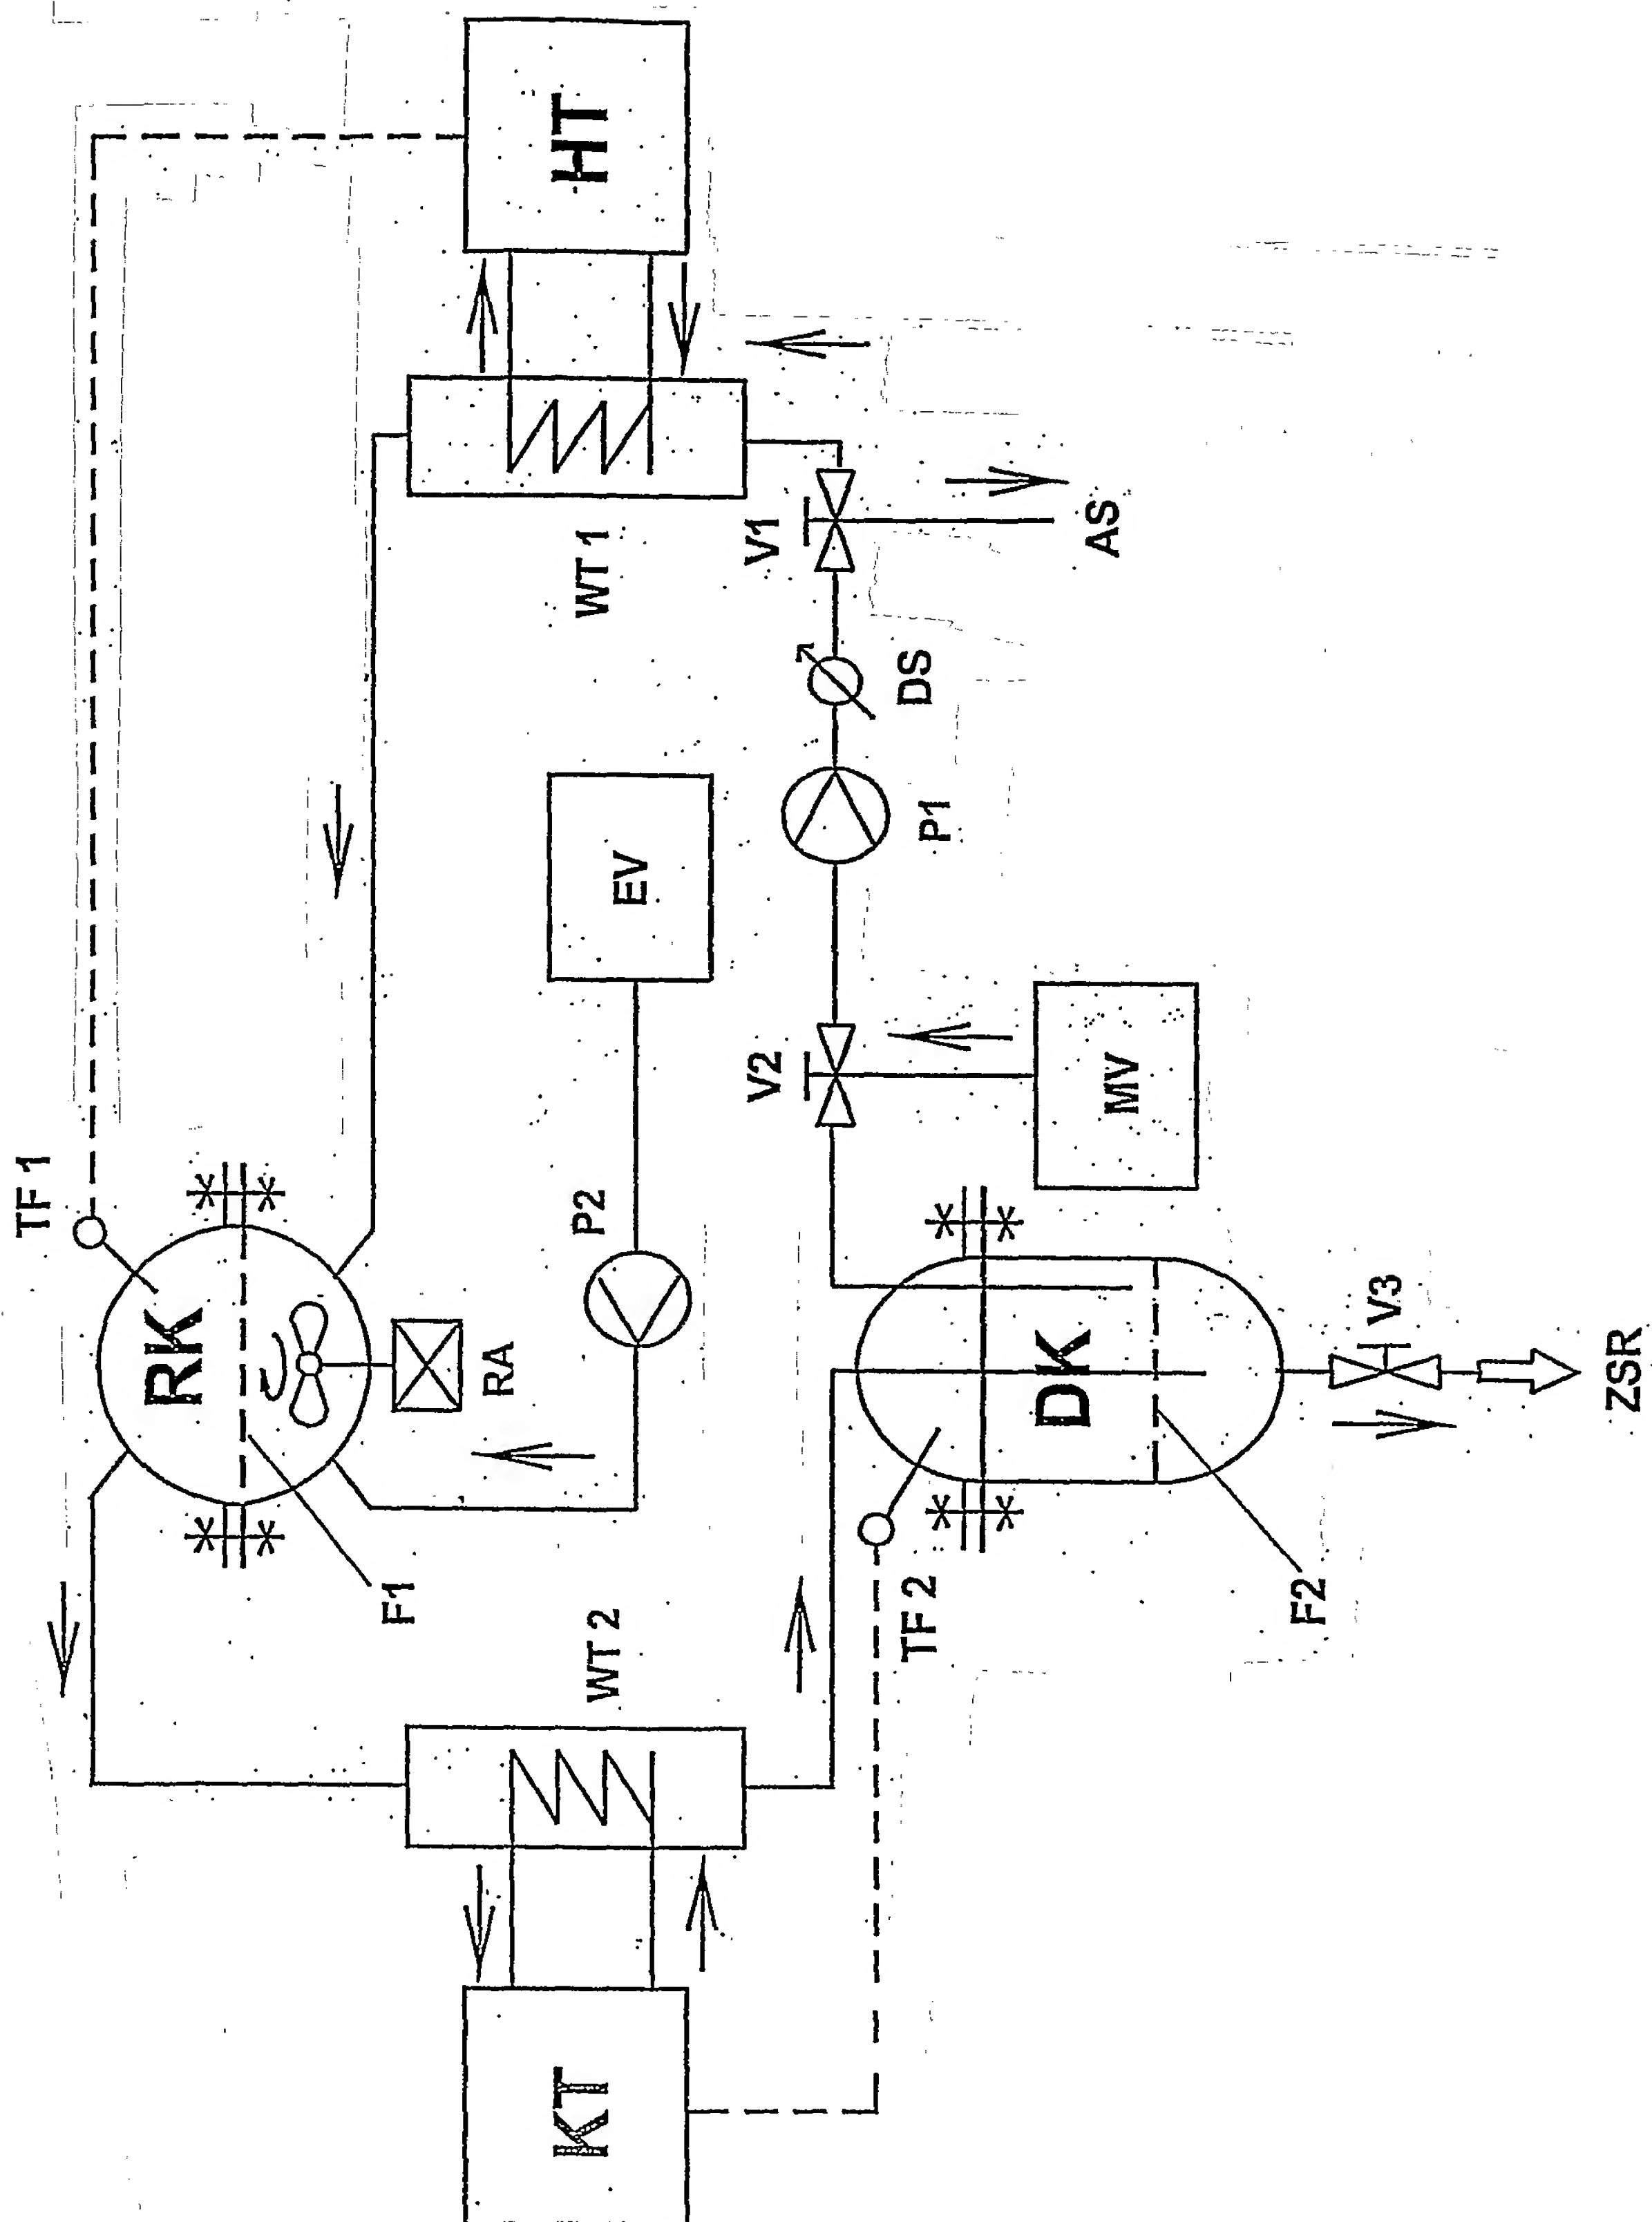 HT
TF 1
RK
WT 1
V1
AS
DS
EV
P1
P2
V2
MV
RA
F1
DK
V3
ZSR
TF 2
F2
WT 2
KT